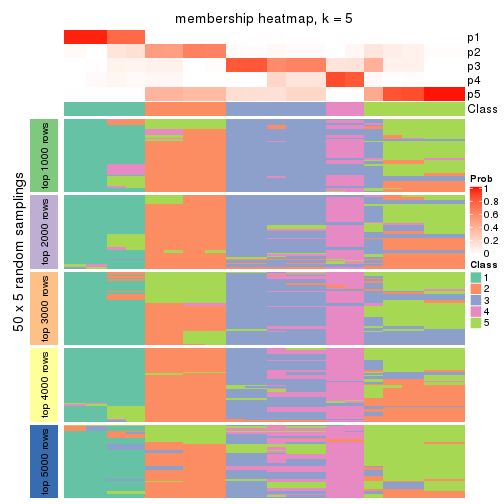 membership heatmap, k = 5
p1
p2
p3
p4
p5
Class
50 x 5 random samplings
top 1000 rows
top 2000 rows
top 3000 rows
top 4000 rows
top 5000 rows
Prob
1
0.8
0.6
0.4
0.2
0
Class
1
2
3
4
5